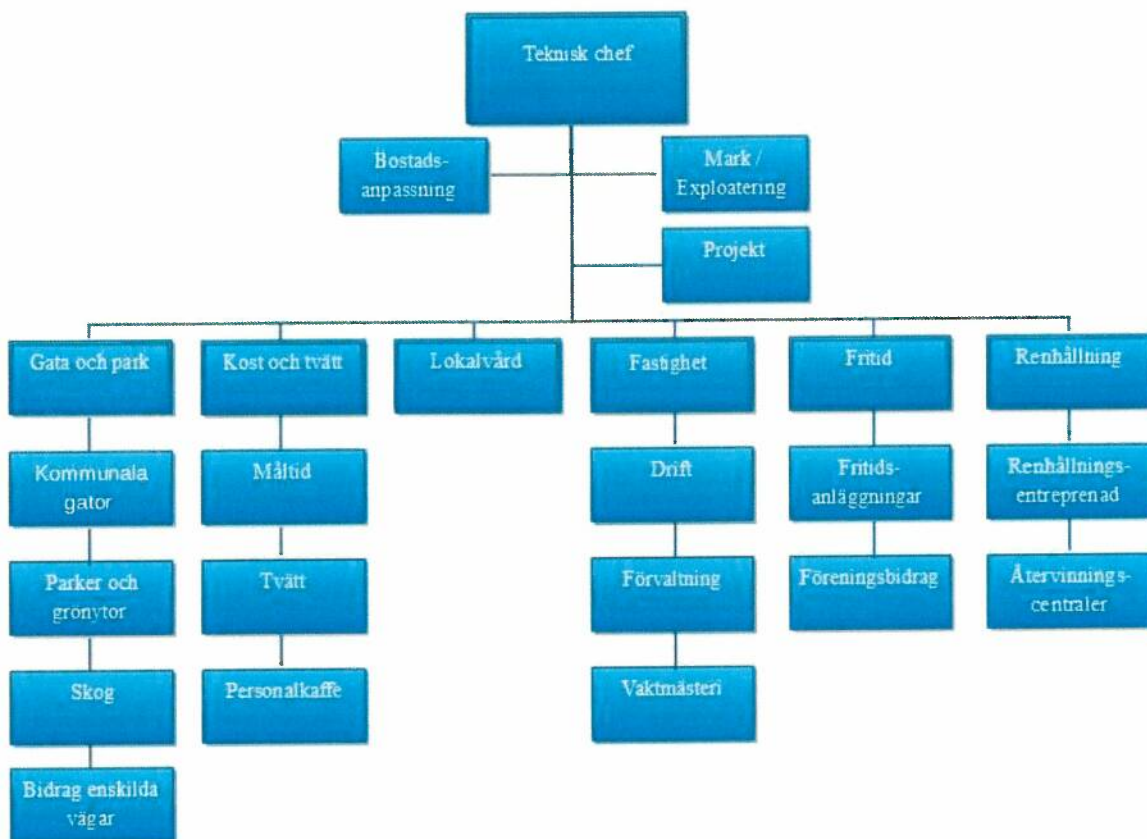 Teknisk chef
Bostads-
anpassning
Mark /
Exploatering
Projekt
Gata och park
Kost och tvätt
Lokalvård
Fastighet
Fritid
Renhållning
Kommunala
gator
Måltid
Drift
Fritids-
anläggningar
Renhållnings-
entreprenad
Parker och
grönytor
Tvätt
Förvaltning
Föreningsbidrag
Återvinnings-
centraler
Skog
Personalkaffe
Vaktmästeri
Bidrag enskilda
vägar